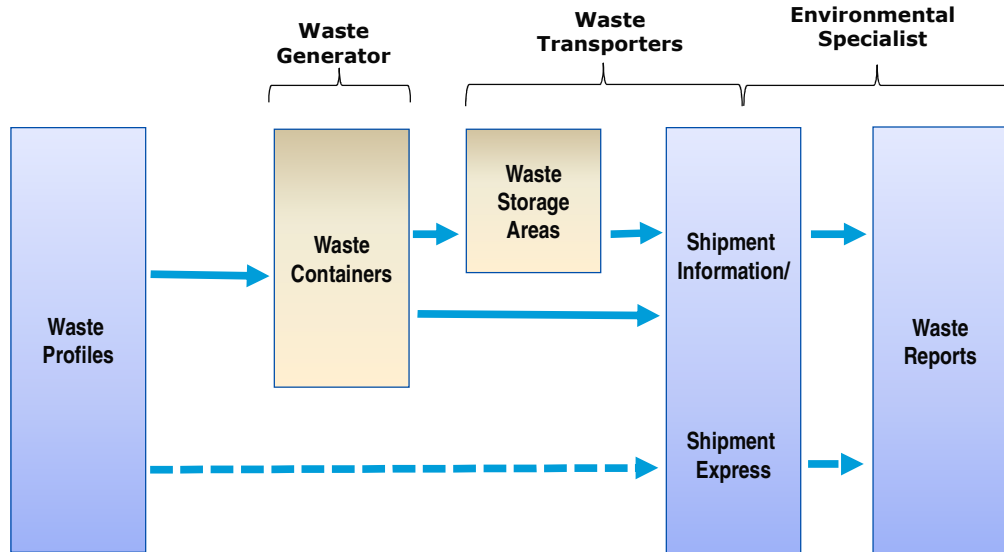 Waste
Generator
Waste
Transporters
Environmental
Specialist
Waste
Profiles
Waste
Containers
Waste
Storage
Areas
Shipment
Information/
Shipment
Express
Waste
Reports